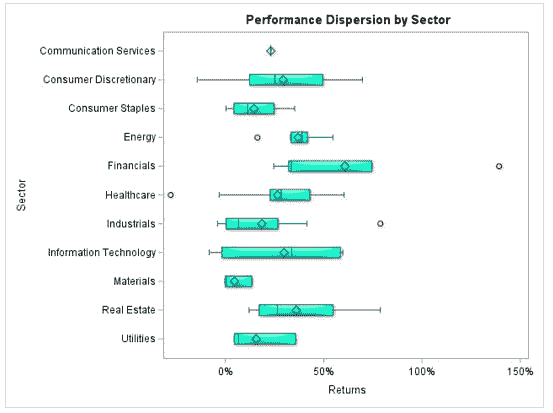 Performance Dispersion by Sector
Sector
Communication Services
Consumer Discretionary
Consumer Staples
Energy
Financials
Healthcare
Industrials
Information Technology
Materials
Real Estate
Utilities
0% 50% 100% 150%
Returns